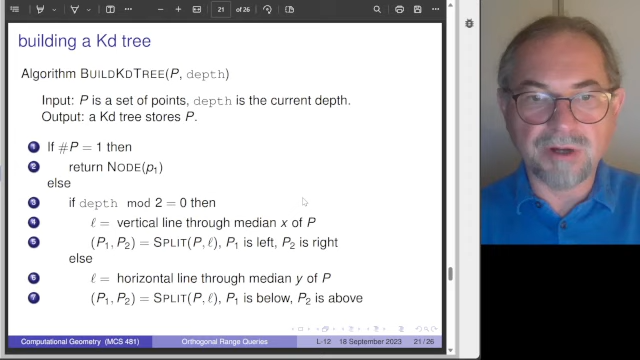 21 of 26
building a Kd tree
Algorithm BUILDKDTREE(P, depth)
Input: P is a set of points, depth is the current depth.
Output: a Kd tree stores P.
1 If #P = 1 then
2 return NODE(p₁)
else
3 if depth mod 2 = 0 then
4 ℓ = vertical line through median x of P
5 (P₁, P₂) = SPLIT(P, ℓ), P₁ is left, P₂ is right
else
6 ℓ = horizontal line through median y of P
7 (P₁, P₂) = SPLIT(P, ℓ), P₁ is below, P₂ is above
Computational Geometry (MCS 481) Orthogonal Range Queries L-12 18 September 2023 21 / 26